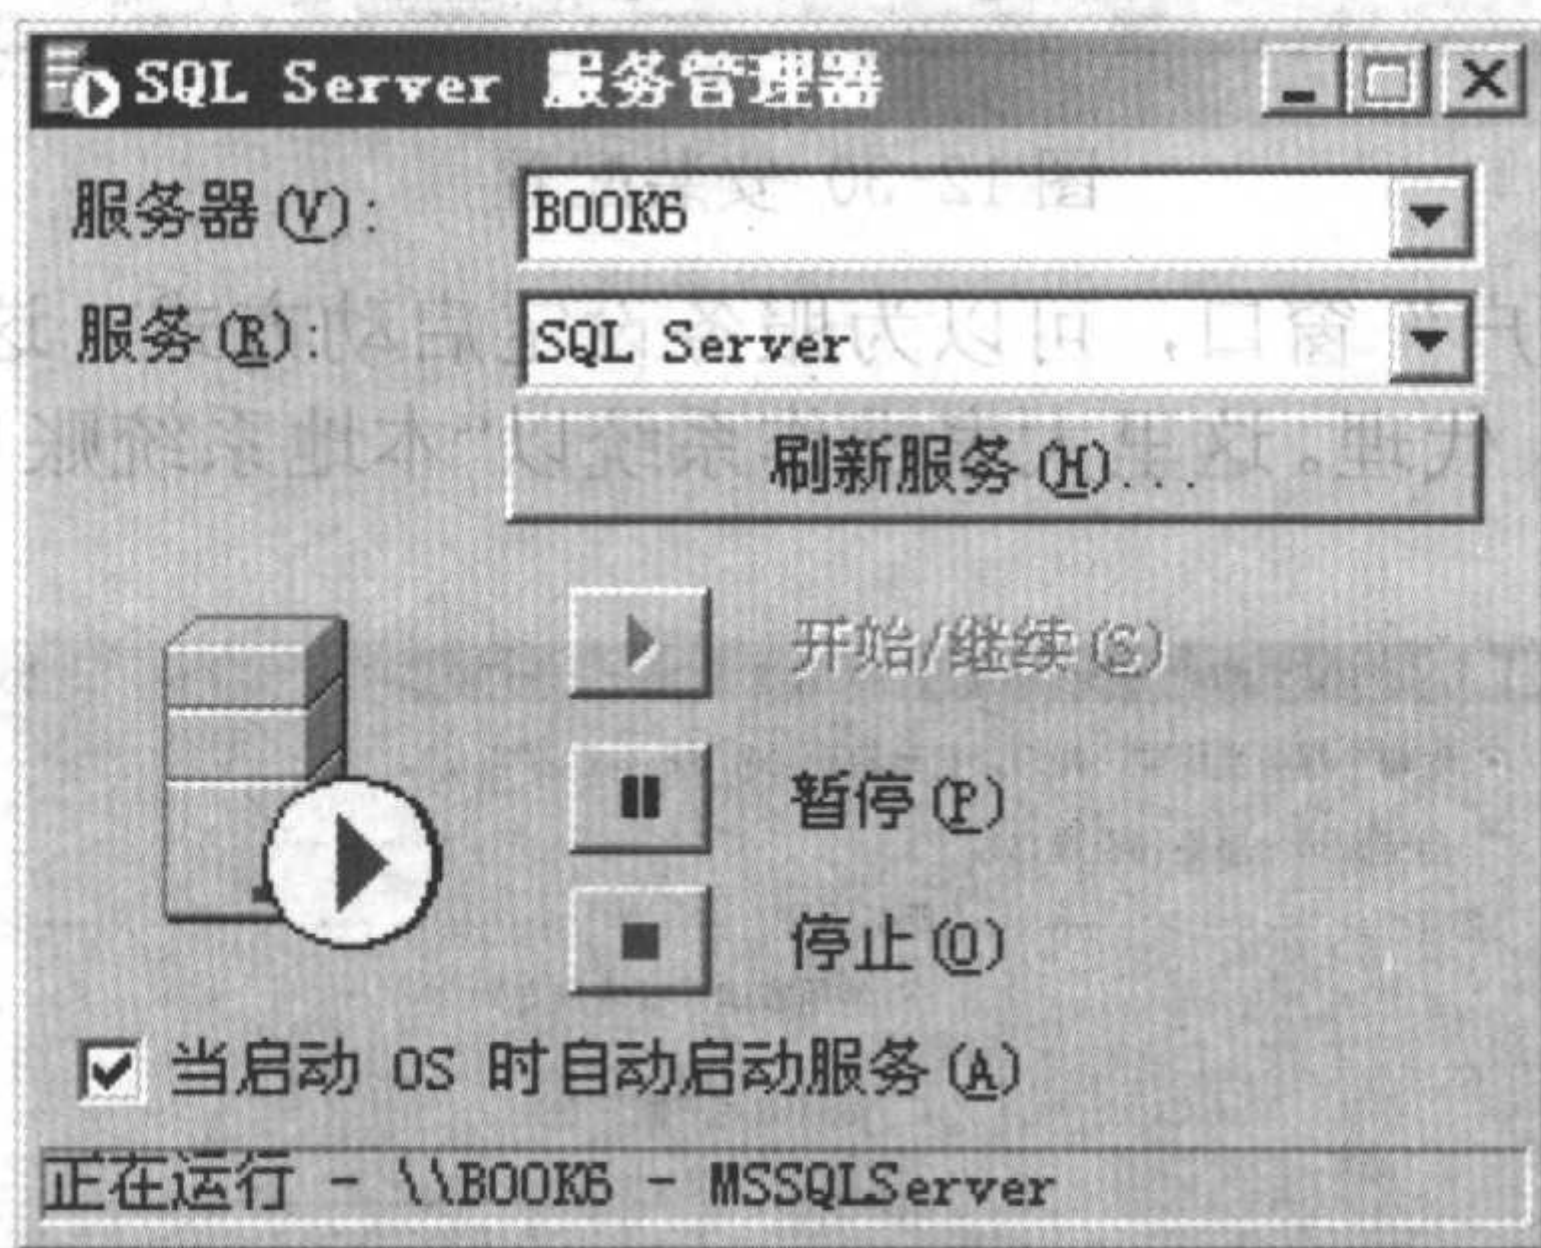 SQL Server 服务管理器
服务器(V):
BOOK6
服务(R):
SQL Server
刷新服务(H)...
开始/继续(S)
暂停(P)
停止(O)
当启动 OS 时自动启动服务(A)
正在运行 - \\BOOK6 - MSSQLServer